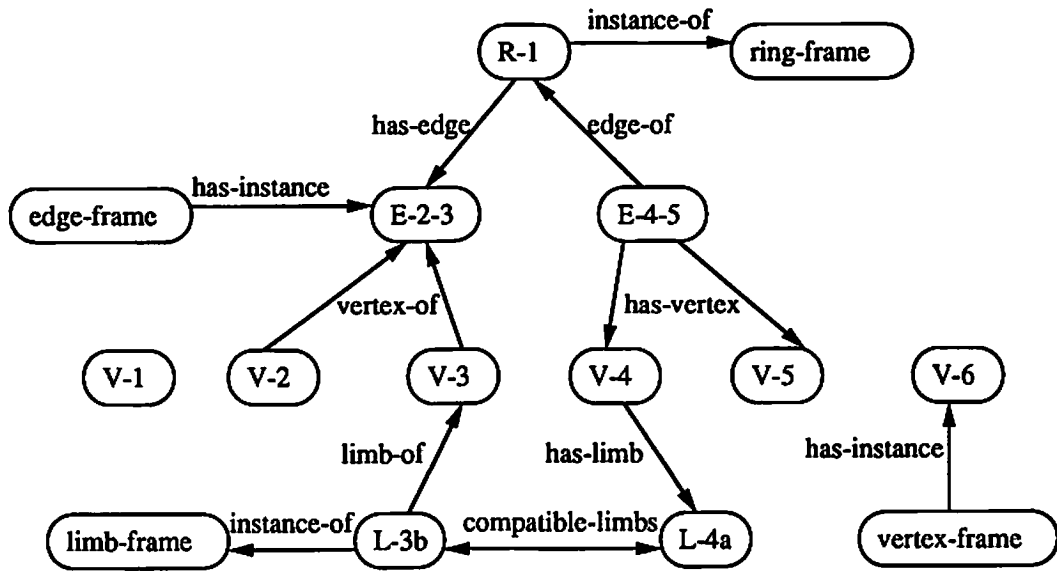 instance-of
R-1
ring-frame
has-edge
edge-of
has-instance
edge-frame
E-2-3
E-4-5
vertex-of
has-vertex
V-1
V-2
V-3
V-4
V-5
V-6
limb-of
has-limb
has-instance
instance-of
compatible-limbs
limb-frame
L-3b
L-4a
vertex-frame